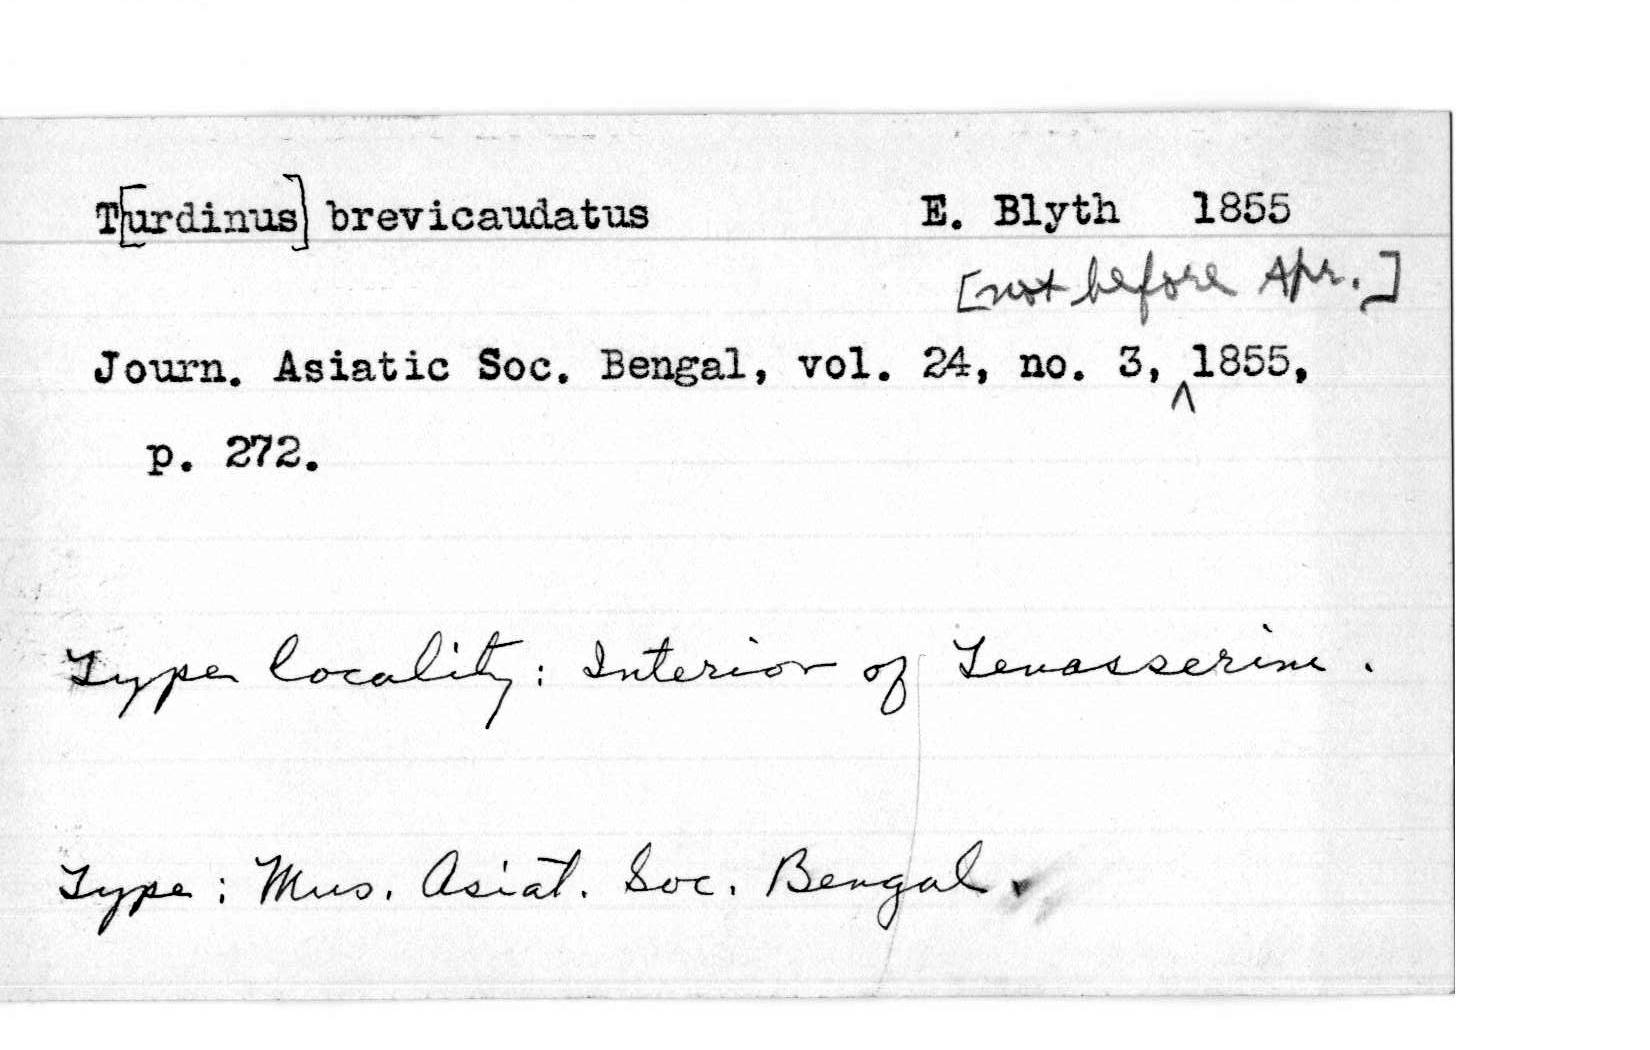 T[urdinus] brevicaudatus E. Blyth 1855
[not before Apr.]
Journ. Asiatic Soc. Bengal, vol. 24, no. 3, ^ 1855,
p. 272.
Type locality: Interior of Tenasserim.
Type: Mus. Asiat. Soc. Bengal.